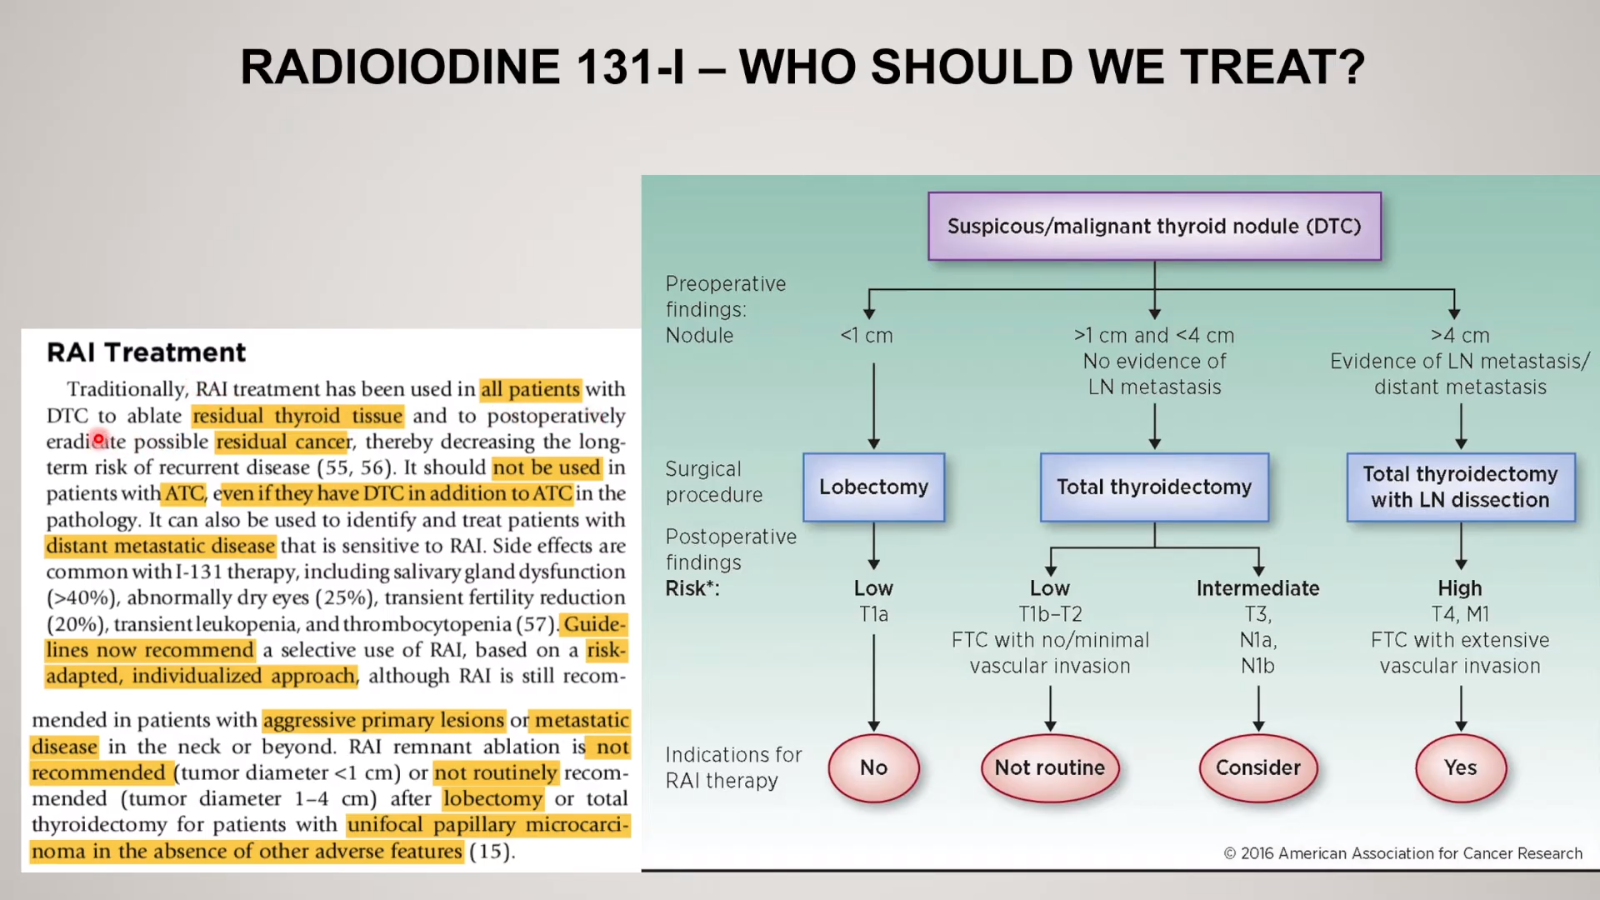 RADIOIODINE 131-I – WHO SHOULD WE TREAT?
RAI Treatment
Traditionally, RAI treatment has been used in all patients with
DTC to ablate residual thyroid tissue and to postoperatively
eradicate possible residual cancer, thereby decreasing the long-
term risk of recurrent disease (55, 56). It should not be used in
patients with ATC, even if they have DTC in addition to ATC in the
pathology. It can also be used to identify and treat patients with
distant metastatic disease that is sensitive to RAI. Side effects are
common with I-131 therapy, including salivary gland dysfunction
(>40%), abnormally dry eyes (25%), transient fertility reduction
(20%), transient leukopenia, and thrombocytopenia (57). Guide-
lines now recommend a selective use of RAI, based on a risk-
adapted, individualized approach, although RAI is still recom-
mended in patients with aggressive primary lesions or metastatic
disease in the neck or beyond. RAI remnant ablation is not
recommended (tumor diameter <1 cm) or not routinely recom-
mended (tumor diameter 1–4 cm) after lobectomy or total
thyroidectomy for patients with unifocal papillary microcarci-
noma in the absence of other adverse features (15).
Suspicous/malignant thyroid nodule (DTC)
Preoperative
findings:
Nodule
<1 cm
>1 cm and <4 cm
No evidence of
LN metastasis
>4 cm
Evidence of LN metastasis/
distant metastasis
Surgical
procedure
Lobectomy
Total thyroidectomy
Total thyroidectomy
with LN dissection
Postoperative
findings
Risk*:
Low
T1a
Low
T1b–T2
FTC with no/minimal
vascular invasion
Intermediate
T3,
N1a,
N1b
High
T4, M1
FTC with extensive
vascular invasion
Indications for
RAI therapy
No
Not routine
Consider
Yes
© 2016 American Association for Cancer Research